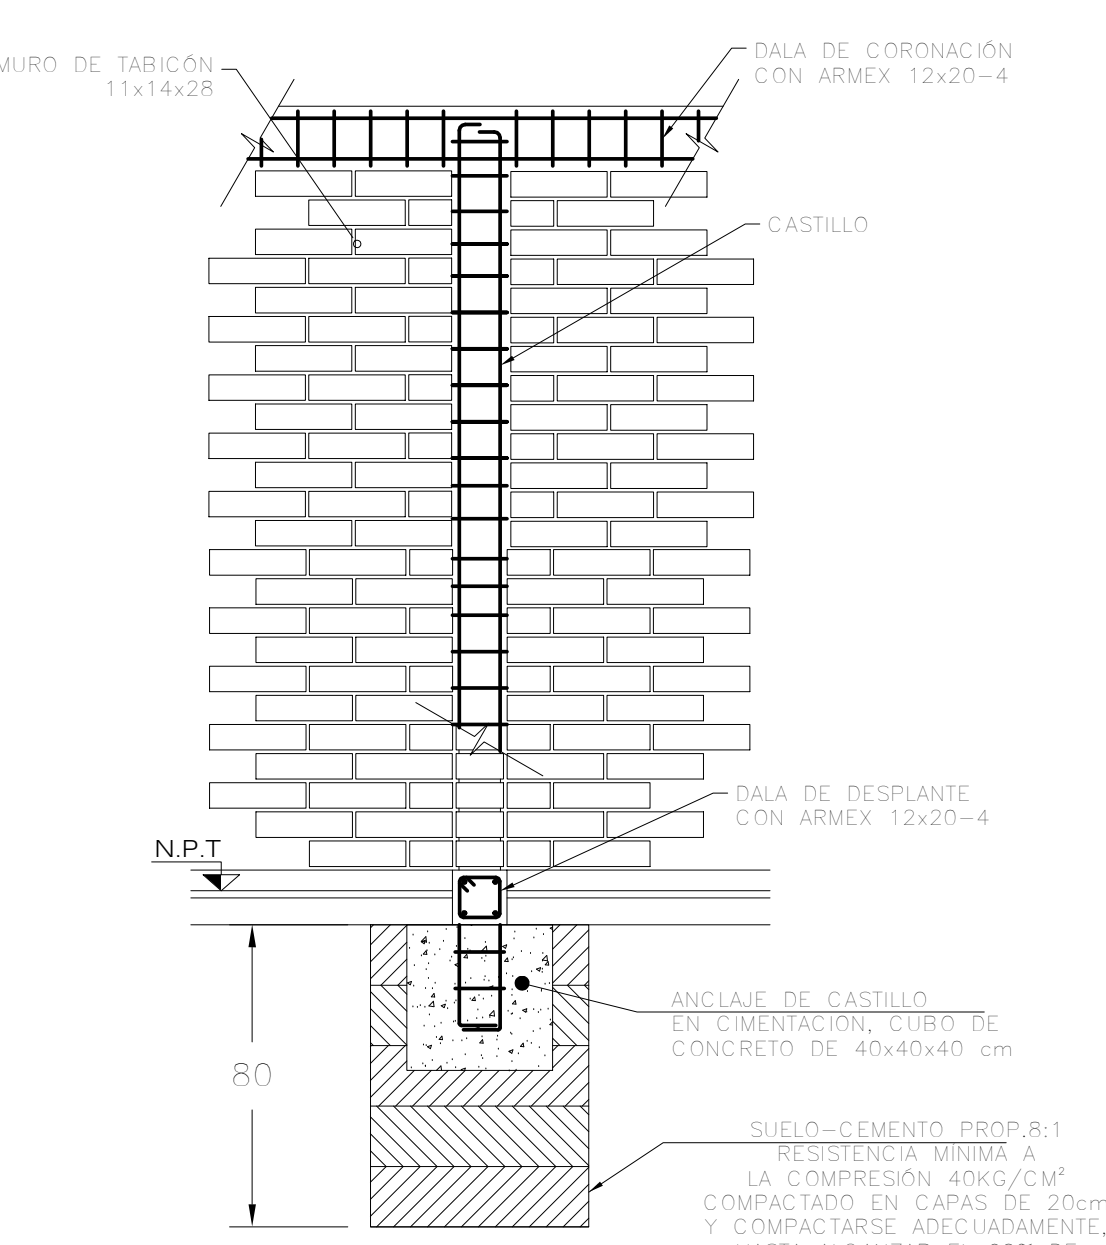 MURO DE TABICÓN
11x14x28
DALA DE CORONACIÓN
CON ARMEX 12x20-4
CASTILLO
DALA DE DESPLANTE
CON ARMEX 12x20-4
N.P.T
ANCLAJE DE CASTILLO
EN CIMENTACION, CUBO DE
CONCRETO DE 40x40x40 cm
80
SUELO-CEMENTO PROP.8:1
RESISTENCIA MÍNIMA A
LA COMPRESIÓN 40KG/CM²
COMPACTADO EN CAPAS DE 20cm
Y COMPACTARSE ADECUADAMENTE,